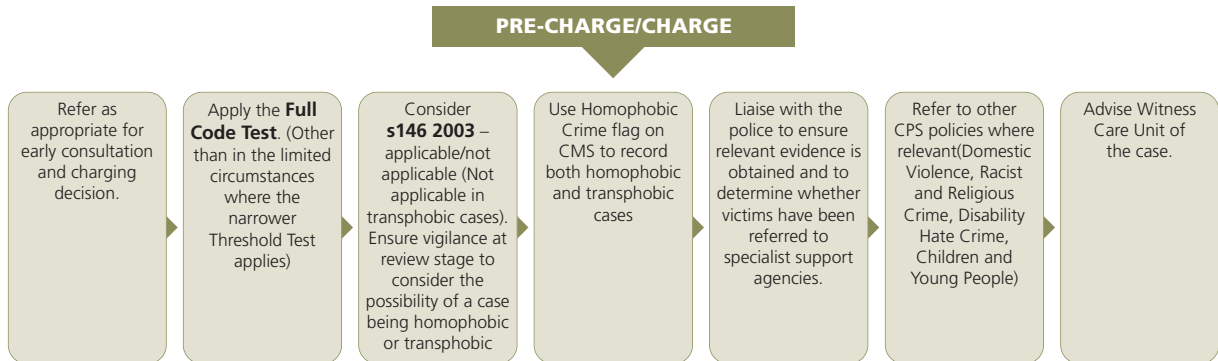 PRE-CHARGE/CHARGE
Refer as
appropriate for
early consultation
and charging
decision.
Apply the Full
Code Test. (Other
than in the limited
circumstances
where the
narrower
Threshold Test
applies)
Consider
s146 2003 –
applicable/not
applicable (Not
applicable in
transphobic cases).
Ensure vigilance at
review stage to
consider the
possibility of a case
being homophobic
or transphobic
Use Homophobic
Crime flag on
CMS to record
both homophobic
and transphobic
cases
Liaise with the
police to ensure
relevant evidence is
obtained and to
determine whether
victims have been
referred to
specialist support
agencies.
Refer to other
CPS policies where
relevant(Domestic
Violence, Racist
and Religious
Crime, Disability
Hate Crime,
Children and
Young People)
Advise Witness
Care Unit of
the case.